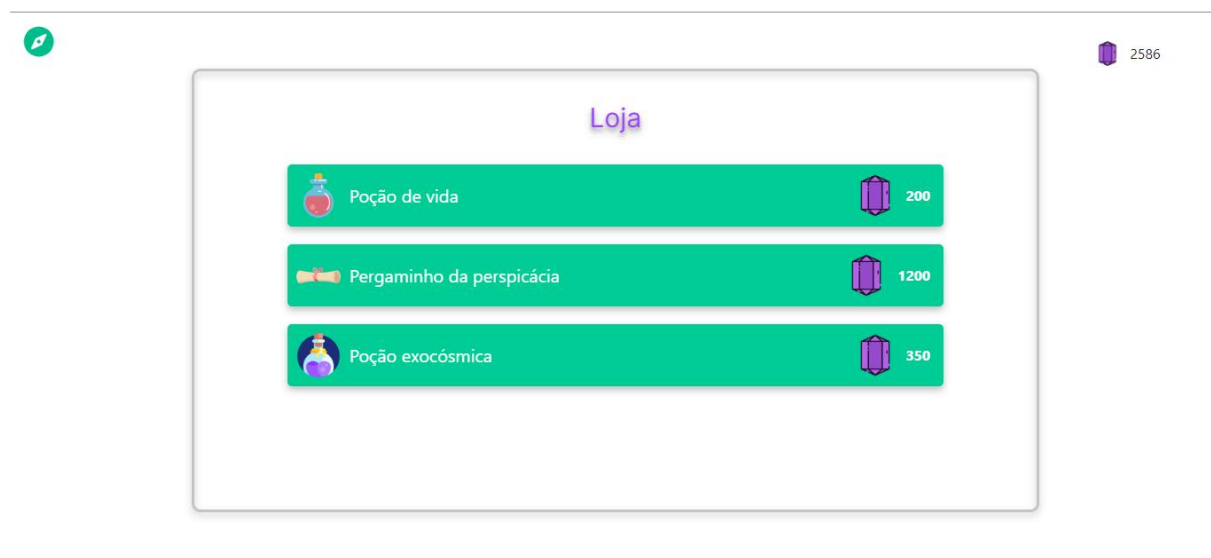 2586
Loja
Poção de vida 200
Pergaminho da perspicácia 1200
Poção exocósmica 350